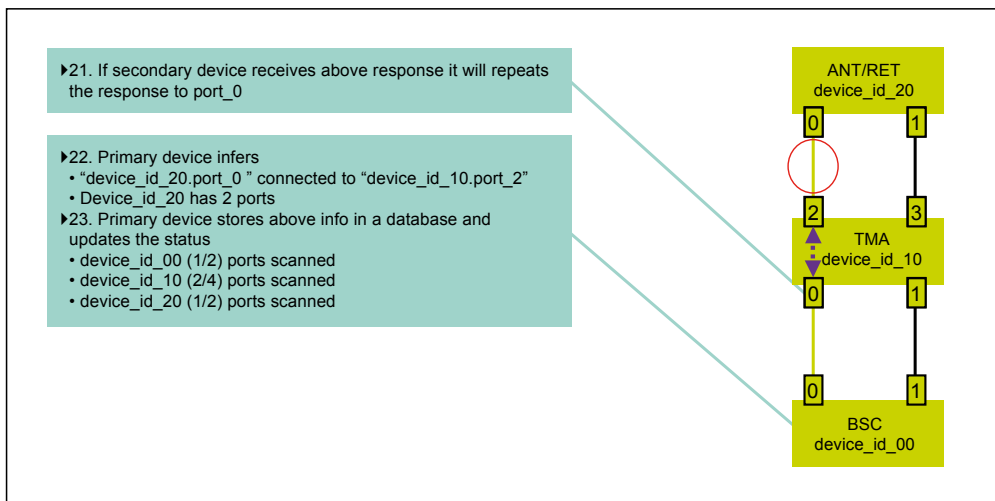 ▸21. If secondary device receives above response it will repeats
the response to port_0
▸22. Primary device infers
• “device_id_20.port_0 ” connected to “device_id_10.port_2”
• Device_id_20 has 2 ports
▸23. Primary device stores above info in a database and
updates the status
• device_id_00 (1/2) ports scanned
• device_id_10 (2/4) ports scanned
• device_id_20 (1/2) ports scanned
ANT/RET
device_id_20
0 1
2 3
TMA
device_id_10
0 1
0 1
BSC
device_id_00